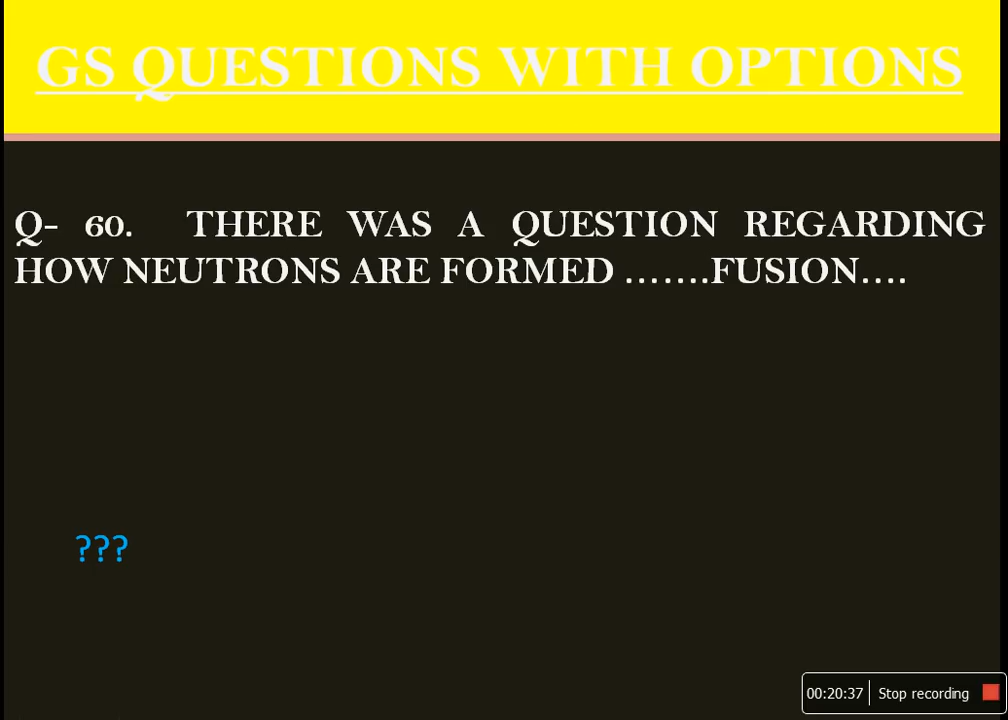 GS QUESTIONS WITH OPTIONS
Q- 60. THERE WAS A QUESTION REGARDING
HOW NEUTRONS ARE FORMED .......FUSION....
???
00:20:37 Stop recording